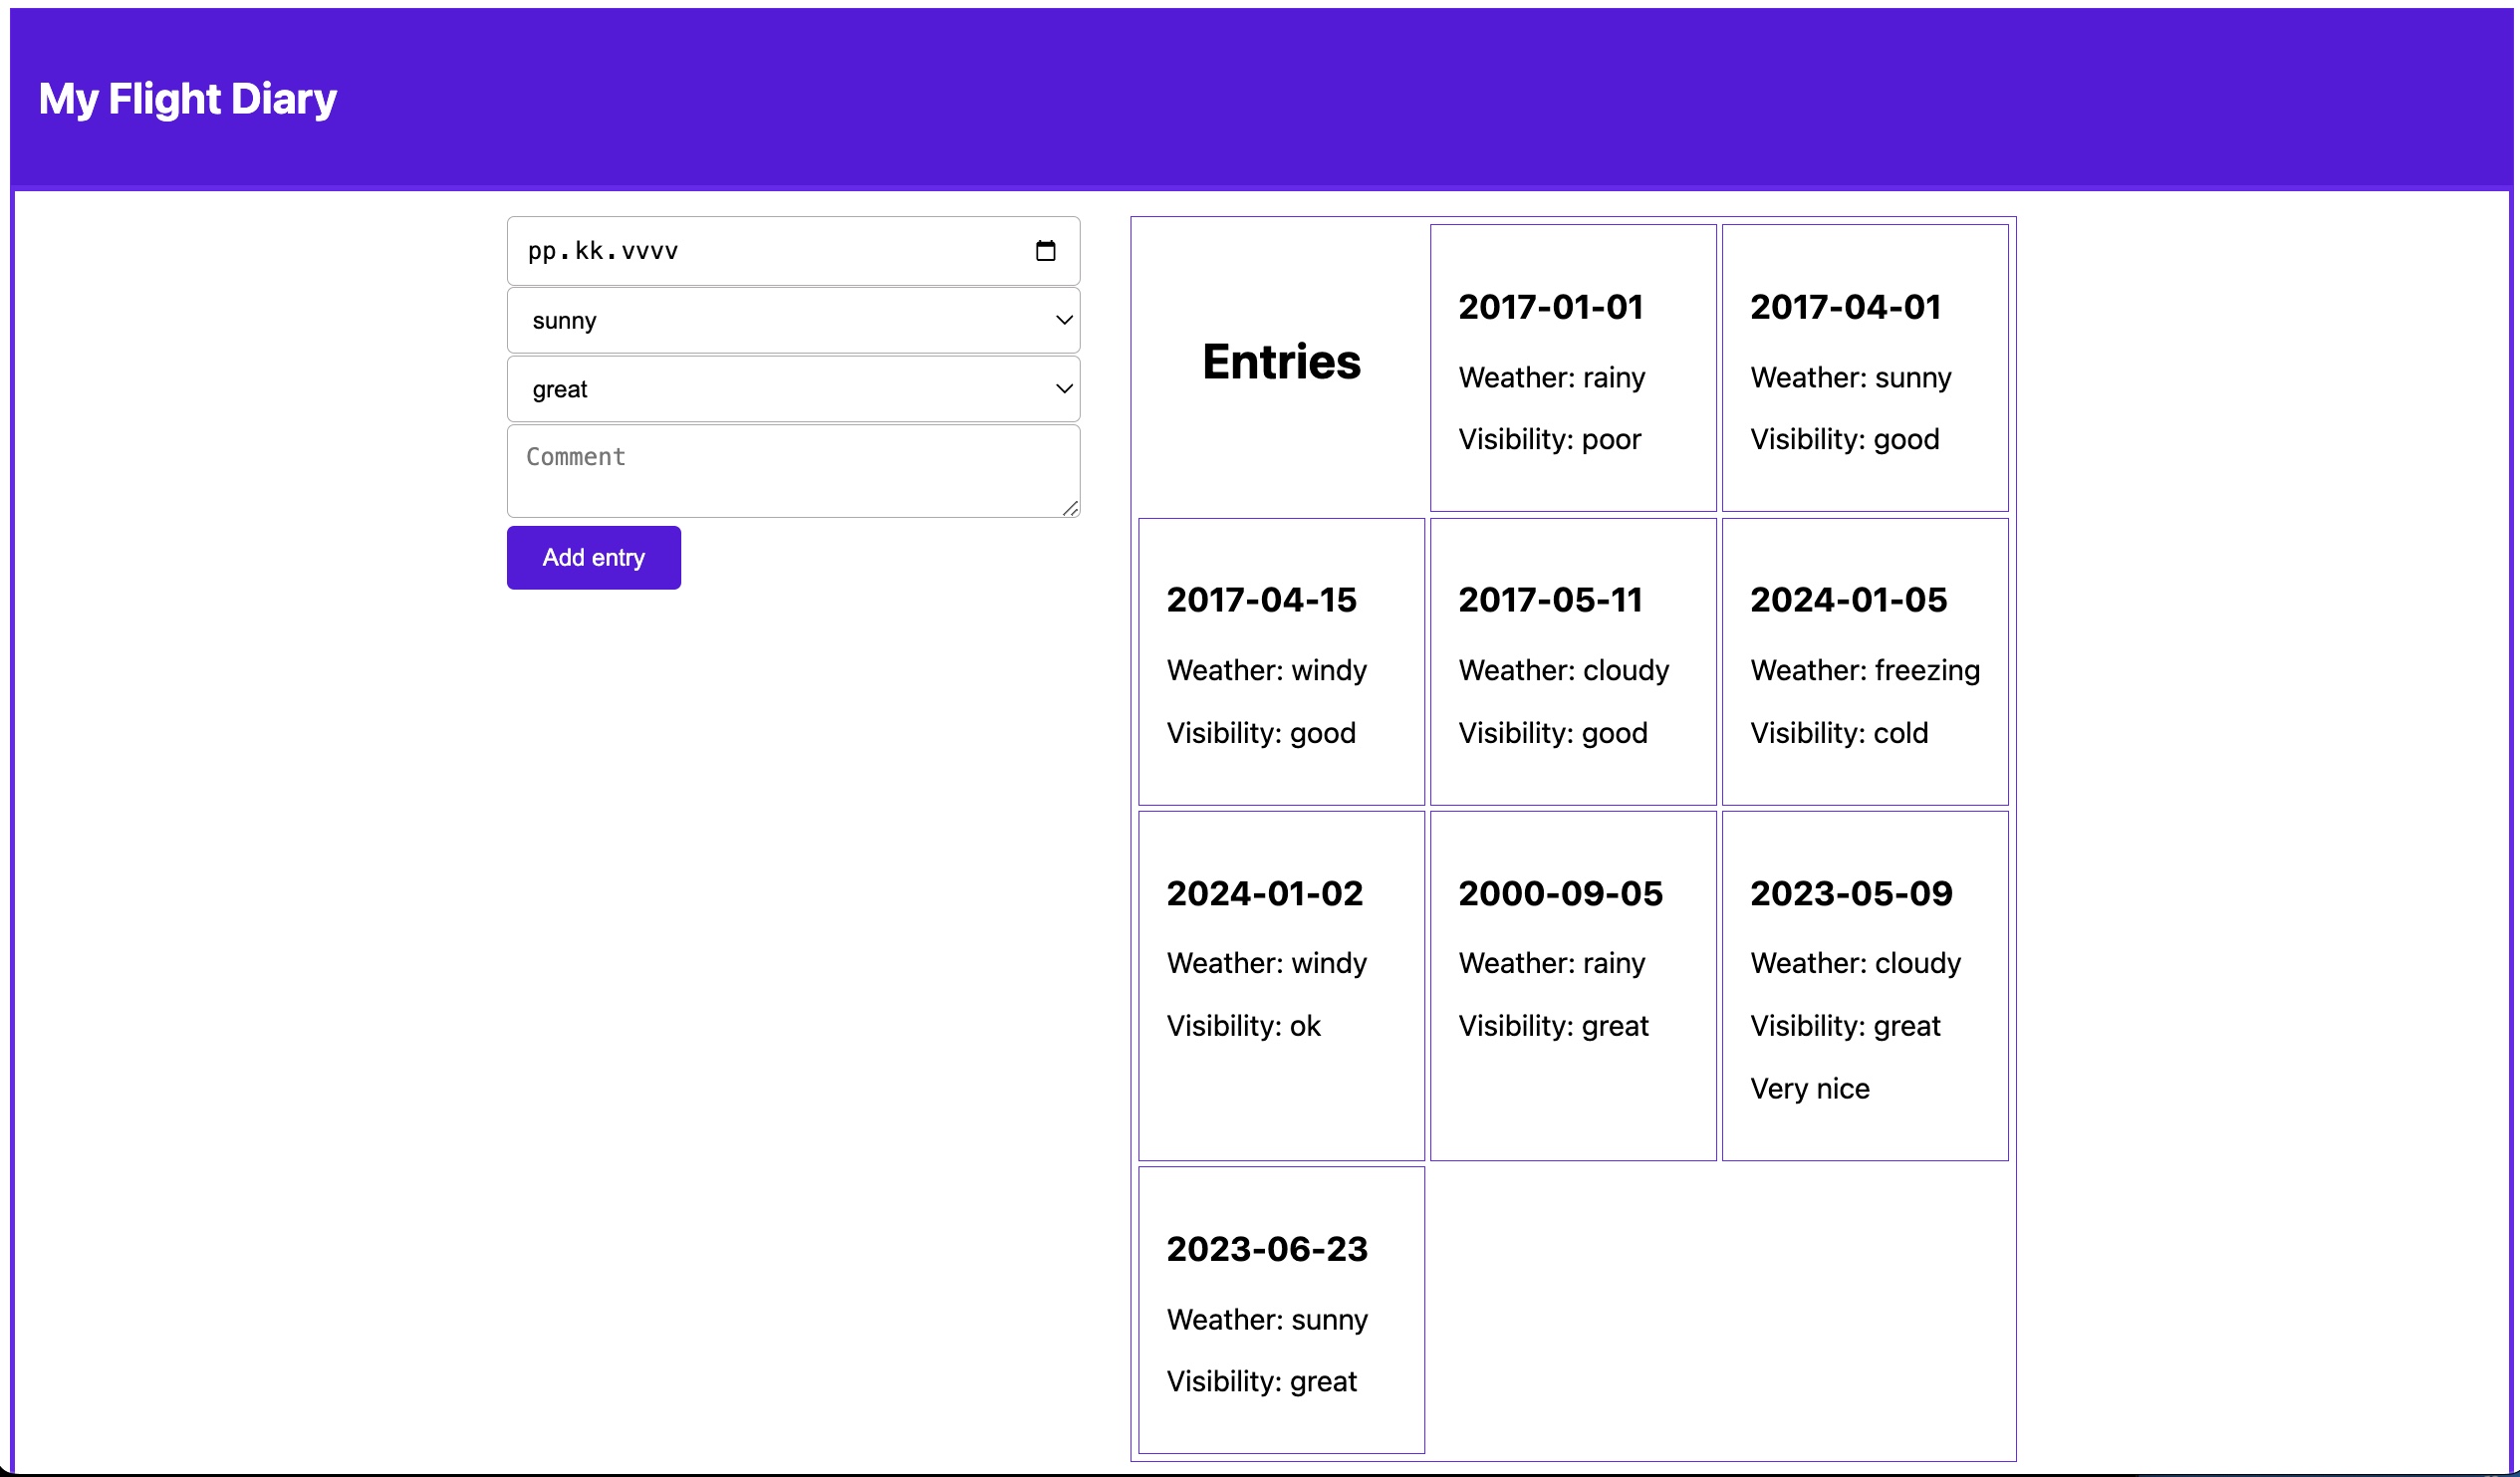 My Flight Diary
pp.kk.vvvv
sunny
great
Comment
Add entry
Entries
2017-01-01
Weather: rainy
Visibility: poor
2017-04-01
Weather: sunny
Visibility: good
2017-04-15
Weather: windy
Visibility: good
2017-05-11
Weather: cloudy
Visibility: good
2024-01-05
Weather: freezing
Visibility: cold
2024-01-02
Weather: windy
Visibility: ok
2000-09-05
Weather: rainy
Visibility: great
2023-05-09
Weather: cloudy
Visibility: great
Very nice
2023-06-23
Weather: sunny
Visibility: great